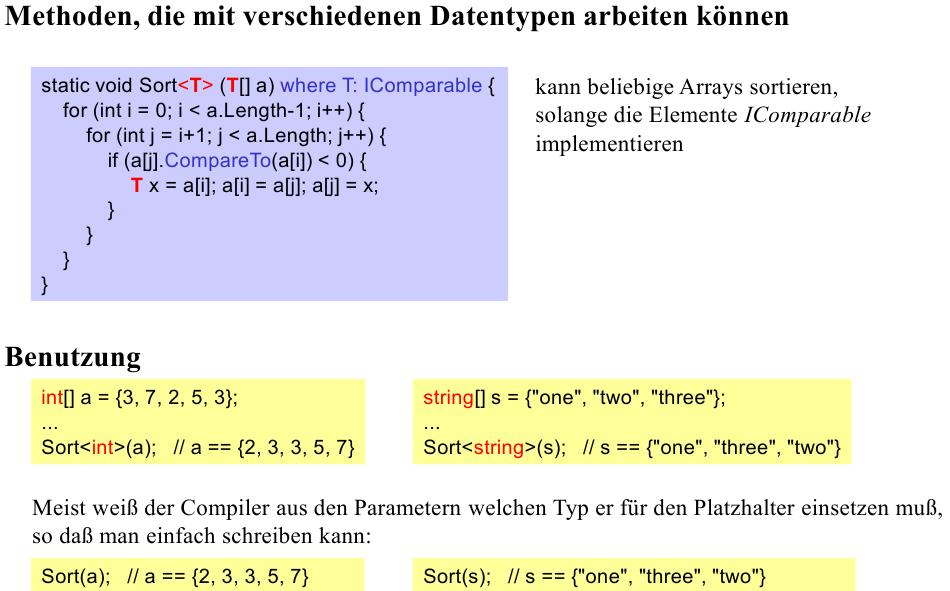 Methoden, die mit verschiedenen Datentypen arbeiten können
static void Sort<T> (T[] a) where T: IComparable {
for (int i = 0; i < a.Length-1; i++) {
for (int j = i+1; j < a.Length; j++) {
if (a[j].CompareTo(a[i]) < 0) {
T x = a[i]; a[i] = a[j]; a[j] = x;
}
}
}
}
kann beliebige Arrays sortieren,
solange die Elemente IComparable
implementieren
Benutzung
int[] a = {3, 7, 2, 5, 3};
...
Sort<int>(a); // a == {2, 3, 3, 5, 7}
string[] s = {"one", "two", "three"};
...
Sort<string>(s); // s == {"one", "three", "two"}
Meist weiß der Compiler aus den Parametern welchen Typ er für den Platzhalter einsetzen muß,
so daß man einfach schreiben kann:
Sort(a); // a == {2, 3, 3, 5, 7}
Sort(s); // s == {"one", "three", "two"}